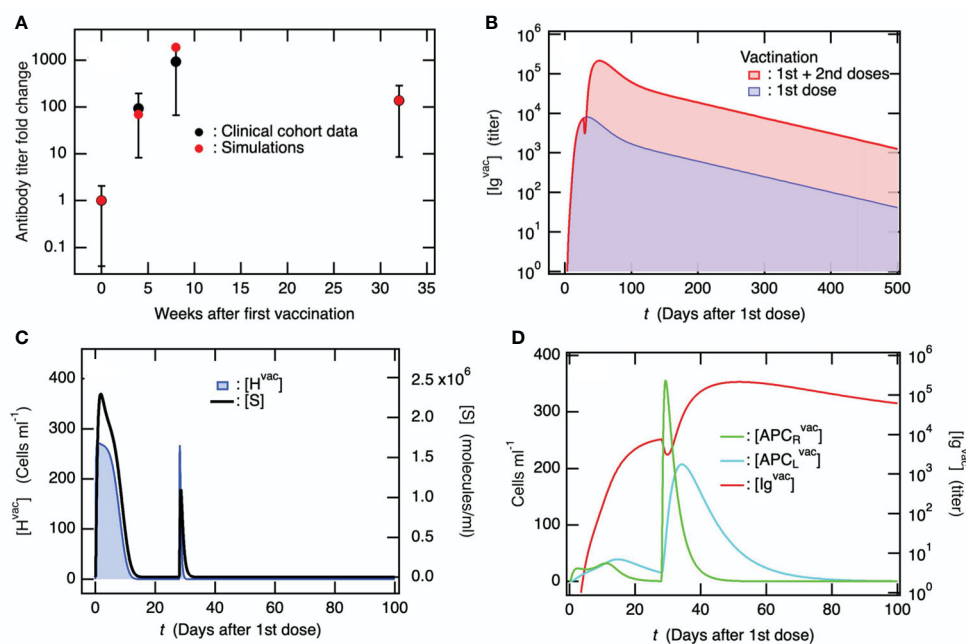 A
Antibody titer fold change
1000
100
10
1
0.1
: Clinical cohort data
: Simulations
0 5 10 15 20 25 30 35
Weeks after first vaccination
B
[Ig^vac] (titer)
10^6
10^5
10^4
10^3
10^2
10^1
10^0
Vactination
: 1st + 2nd doses
: 1st dose
0 100 200 300 400 500
t (Days after 1st dose)
C
[H^vac] (Cells ml^-1)
400
300
200
100
0
: [H^vac]
: [S]
2.5 x10^6
2.0
1.5
1.0
0.5
0.0
[S] (molecules/ml)
0 20 40 60 80 100
t (Days after 1st dose)
D
Cells ml^-1
400
300
200
100
0
: [APC_R^vac]
: [APC_L^vac]
: [Ig^vac]
10^6
10^5
10^4
10^3
10^2
10^1
10^0
[Ig^vac] (titer)
0 20 40 60 80 100
t (Days after 1st dose)